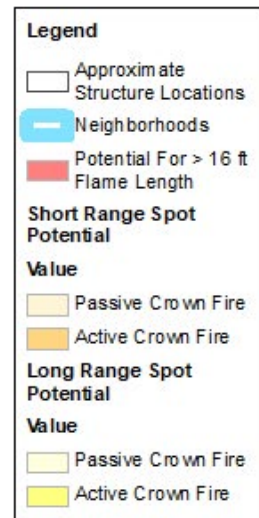 Legend
Approximate
Structure Locations
Neighborhoods
Potential For > 16 ft
Flame Length
Short Range Spot
Potential
Value
Passive Crown Fire
Active Crown Fire
Long Range Spot
Potential
Value
Passive Crown Fire
Active Crown Fire